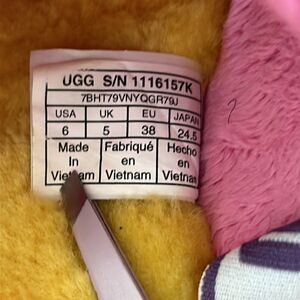 UGG S/N 1116157K
7BHT79VNYQGR79J
USA UK EU JAPAN
6 5 38 24.5
Made Fabriqué Hecho
In en en
Vietnam Vietnam Vietnam